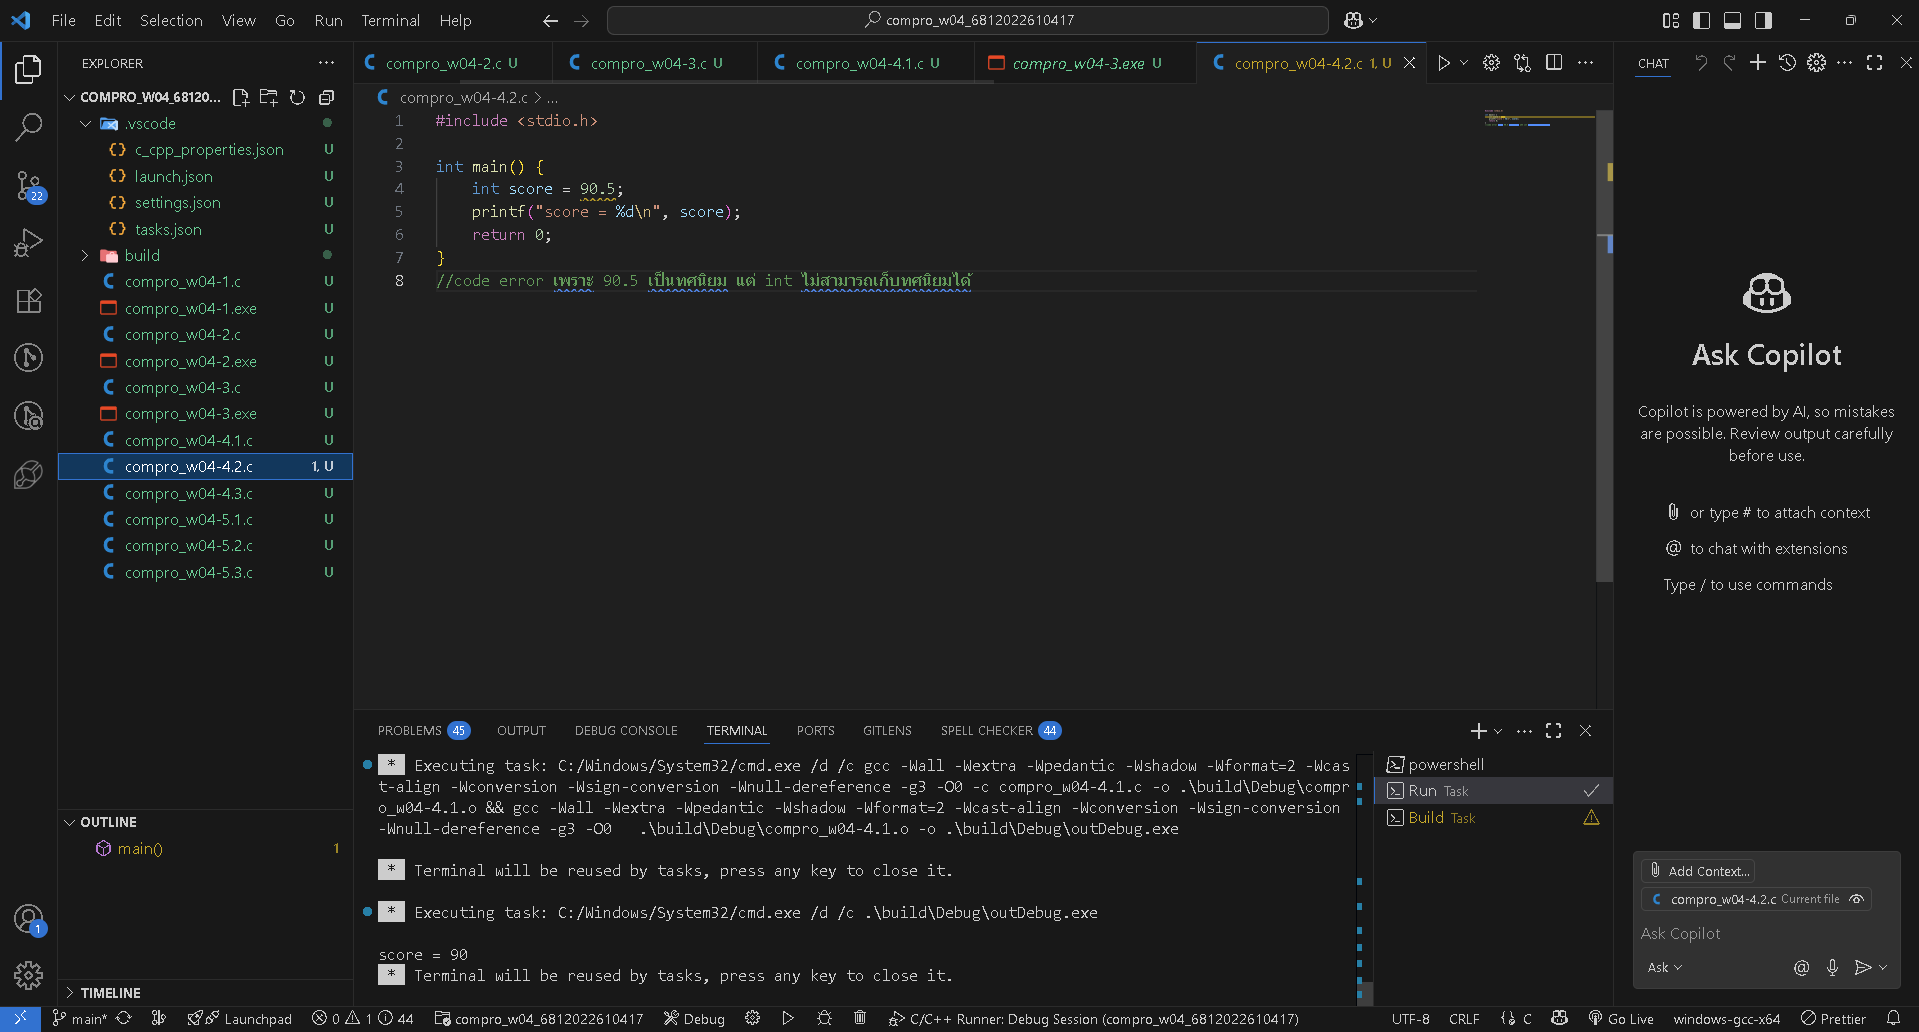 File Edit Selection View Go Run Terminal Help
compro_w04_6812022610417
EXPLORER
COMPRO_W04_68120...
.vscode
c_cpp_properties.json U
launch.json U
settings.json U
tasks.json U
build
compro_w04-1.c U
compro_w04-1.exe U
compro_w04-2.c U
compro_w04-2.exe U
compro_w04-3.c U
compro_w04-3.exe U
compro_w04-4.1.c U
compro_w04-4.2.c 1, U
compro_w04-4.3.c U
compro_w04-5.1.c U
compro_w04-5.2.c U
compro_w04-5.3.c U
22
1
OUTLINE
main() 1
TIMELINE
compro_w04-2.c U compro_w04-3.c U compro_w04-4.1.c U compro_w04-3.exe U compro_w04-4.2.c 1, U
compro_w04-4.2.c > ...
1 #include <stdio.h>
2
3 int main() {
4 int score = 90.5;
5 printf("score = %d\n", score);
6 return 0;
7 }
8 //code error เพราะ 90.5 เป็นทศนิยม แต่ int ไม่สามารถเก็บทศนิยมได้
PROBLEMS 45 OUTPUT DEBUG CONSOLE TERMINAL PORTS GITLENS SPELL CHECKER 44
* Executing task: C:/Windows/System32/cmd.exe /d /c gcc -Wall -Wextra -Wpedantic -Wshadow -Wformat=2 -Wcas
t-align -Wconversion -Wsign-conversion -Wnull-dereference -g3 -O0 -c compro_w04-4.1.c -o .\build\Debug\compr
o_w04-4.1.o && gcc -Wall -Wextra -Wpedantic -Wshadow -Wformat=2 -Wcast-align -Wconversion -Wsign-conversion
-Wnull-dereference -g3 -O0 .\build\Debug\compro_w04-4.1.o -o .\build\Debug\outDebug.exe
* Terminal will be reused by tasks, press any key to close it.
* Executing task: C:/Windows/System32/cmd.exe /d /c .\build\Debug\outDebug.exe
score = 90
* Terminal will be reused by tasks, press any key to close it.
powershell
Run Task
Build Task
CHAT
Ask Copilot
Copilot is powered by AI, so mistakes
are possible. Review output carefully
before use.
or type # to attach context
@ to chat with extensions
Type / to use commands
Add Context...
compro_w04-4.2.c Current file
Ask Copilot
Ask
main* Launchpad 0 1 44 compro_w04_6812022610417 Debug C/C++ Runner: Debug Session (compro_w04_6812022610417) UTF-8 CRLF {} C Go Live windows-gcc-x64 Prettier